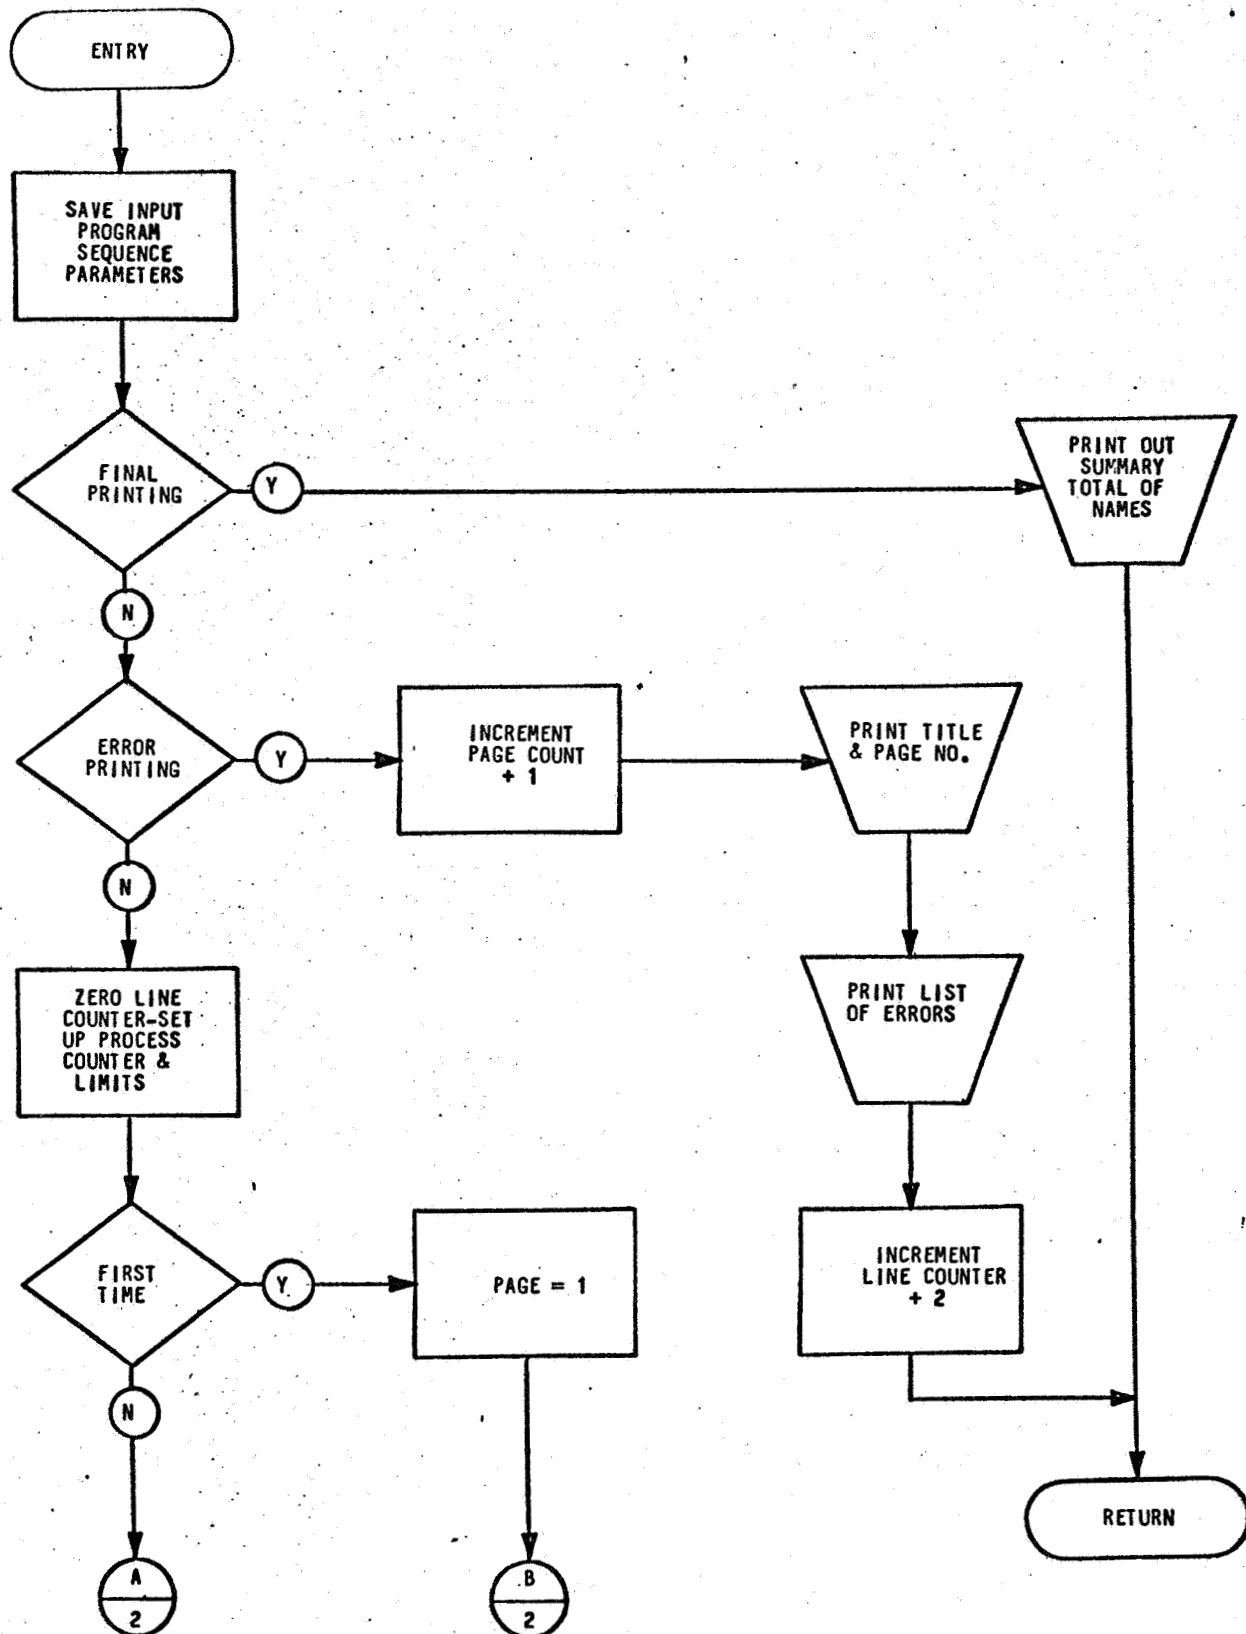 ENTRY
SAVE INPUT
PROGRAM
SEQUENCE
PARAMETERS
FINAL
PRINTING
Y
PRINT OUT
SUMMARY
TOTAL OF
NAMES
N
ERROR
PRINTING
Y
INCREMENT
PAGE COUNT
+ 1
PRINT TITLE
& PAGE NO.
N
ZERO LINE
COUNTER-SET
UP PROCESS
COUNTER &
LIMITS
PRINT LIST
OF ERRORS
FIRST
TIME
Y
PAGE = 1
INCREMENT
LINE COUNTER
+ 2
N
RETURN
A
2
B
2